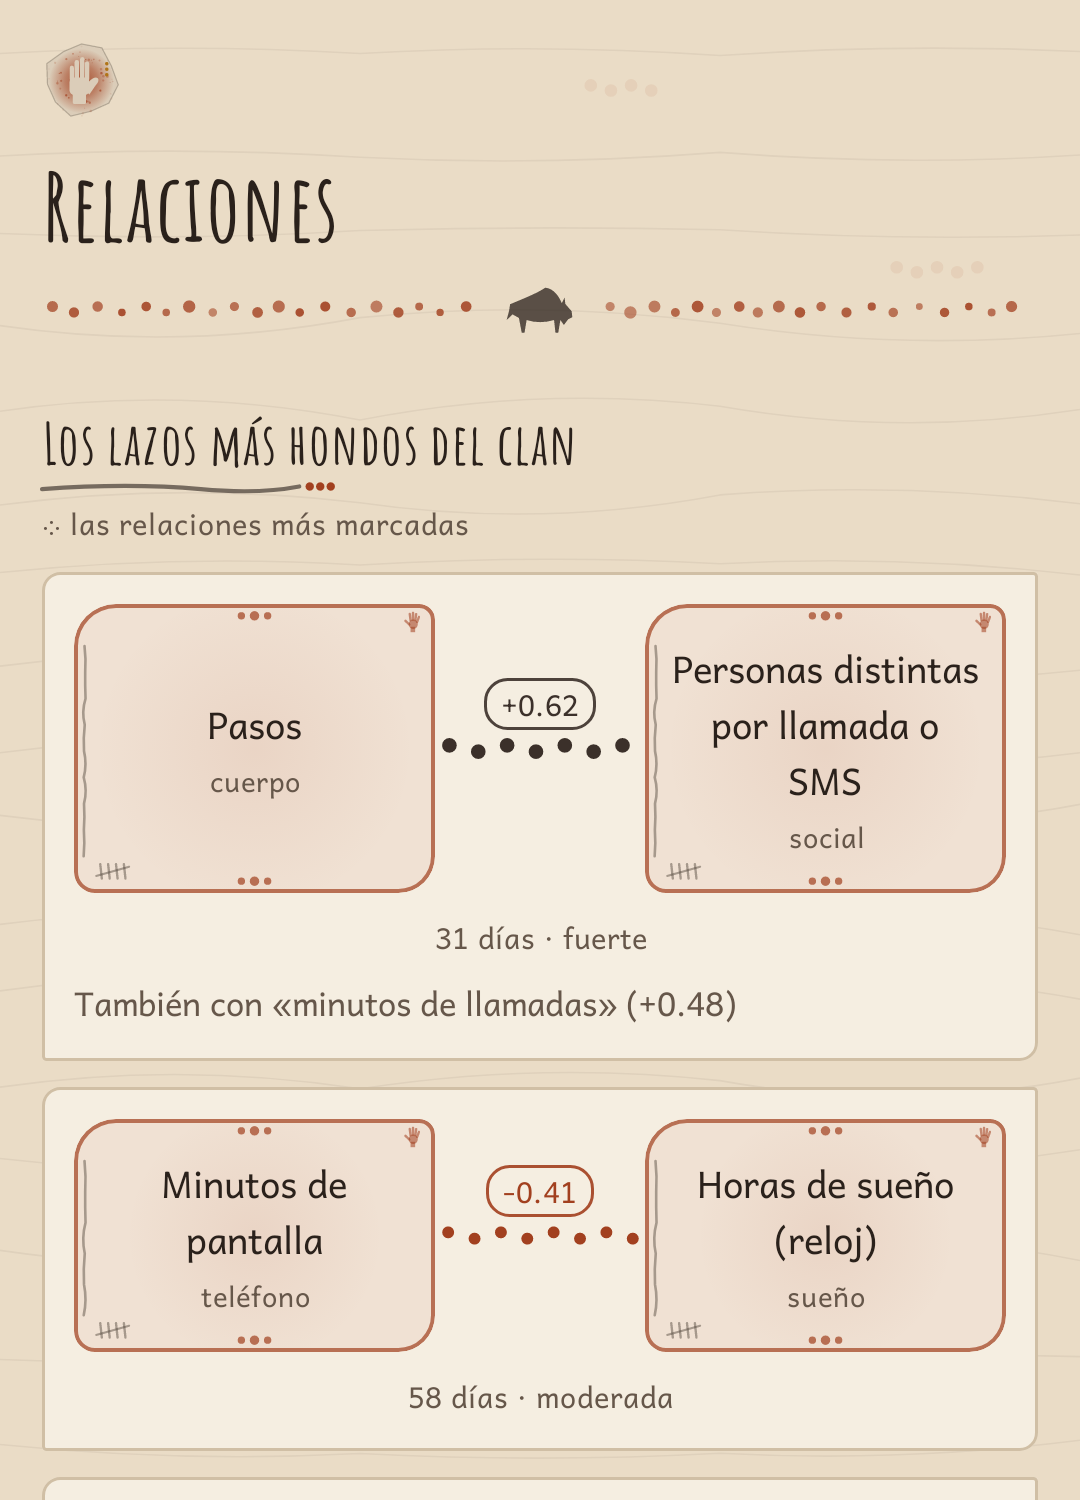 Relaciones
Los lazos más hondos del clan
las relaciones más marcadas
Pasos
cuerpo
+0.62
Personas distintas
por llamada o
SMS
social
31 días · fuerte
También con «minutos de llamadas» (+0.48)
Minutos de
pantalla
teléfono
-0.41
Horas de sueño
(reloj)
sueño
58 días · moderada